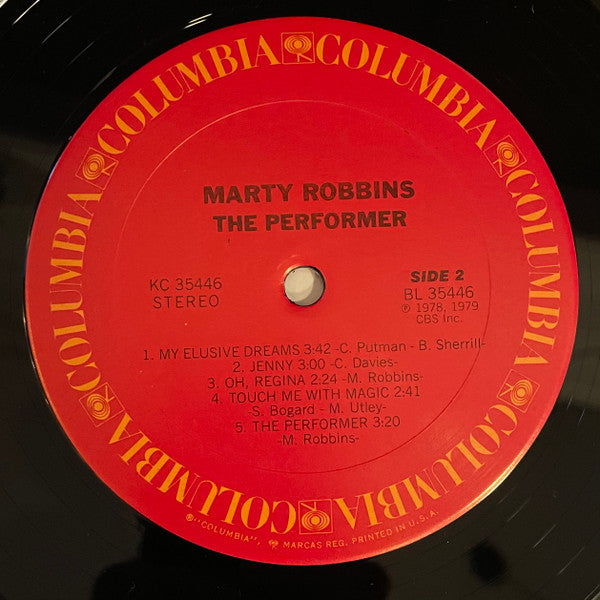 COLUMBIA COLUMBIA COLUMBIA COLUMBIA COLUMBIA COLUMBIA
MARTY ROBBINS
THE PERFORMER
KC 35446
STEREO
SIDE 2
BL 35446
℗ 1978, 1979
CBS Inc.
1. MY ELUSIVE DREAMS 3:42 -C. Putman - B. Sherrill-
2. JENNY 3:00 -C. Davies-
3. OH, REGINA 2:24 -M. Robbins-
4. TOUCH ME WITH MAGIC 2:41
-S. Bogard - M. Utley-
5. THE PERFORMER 3:20
-M. Robbins-
®"COLUMBIA", MARCAS REG. PRINTED IN U.S.A.